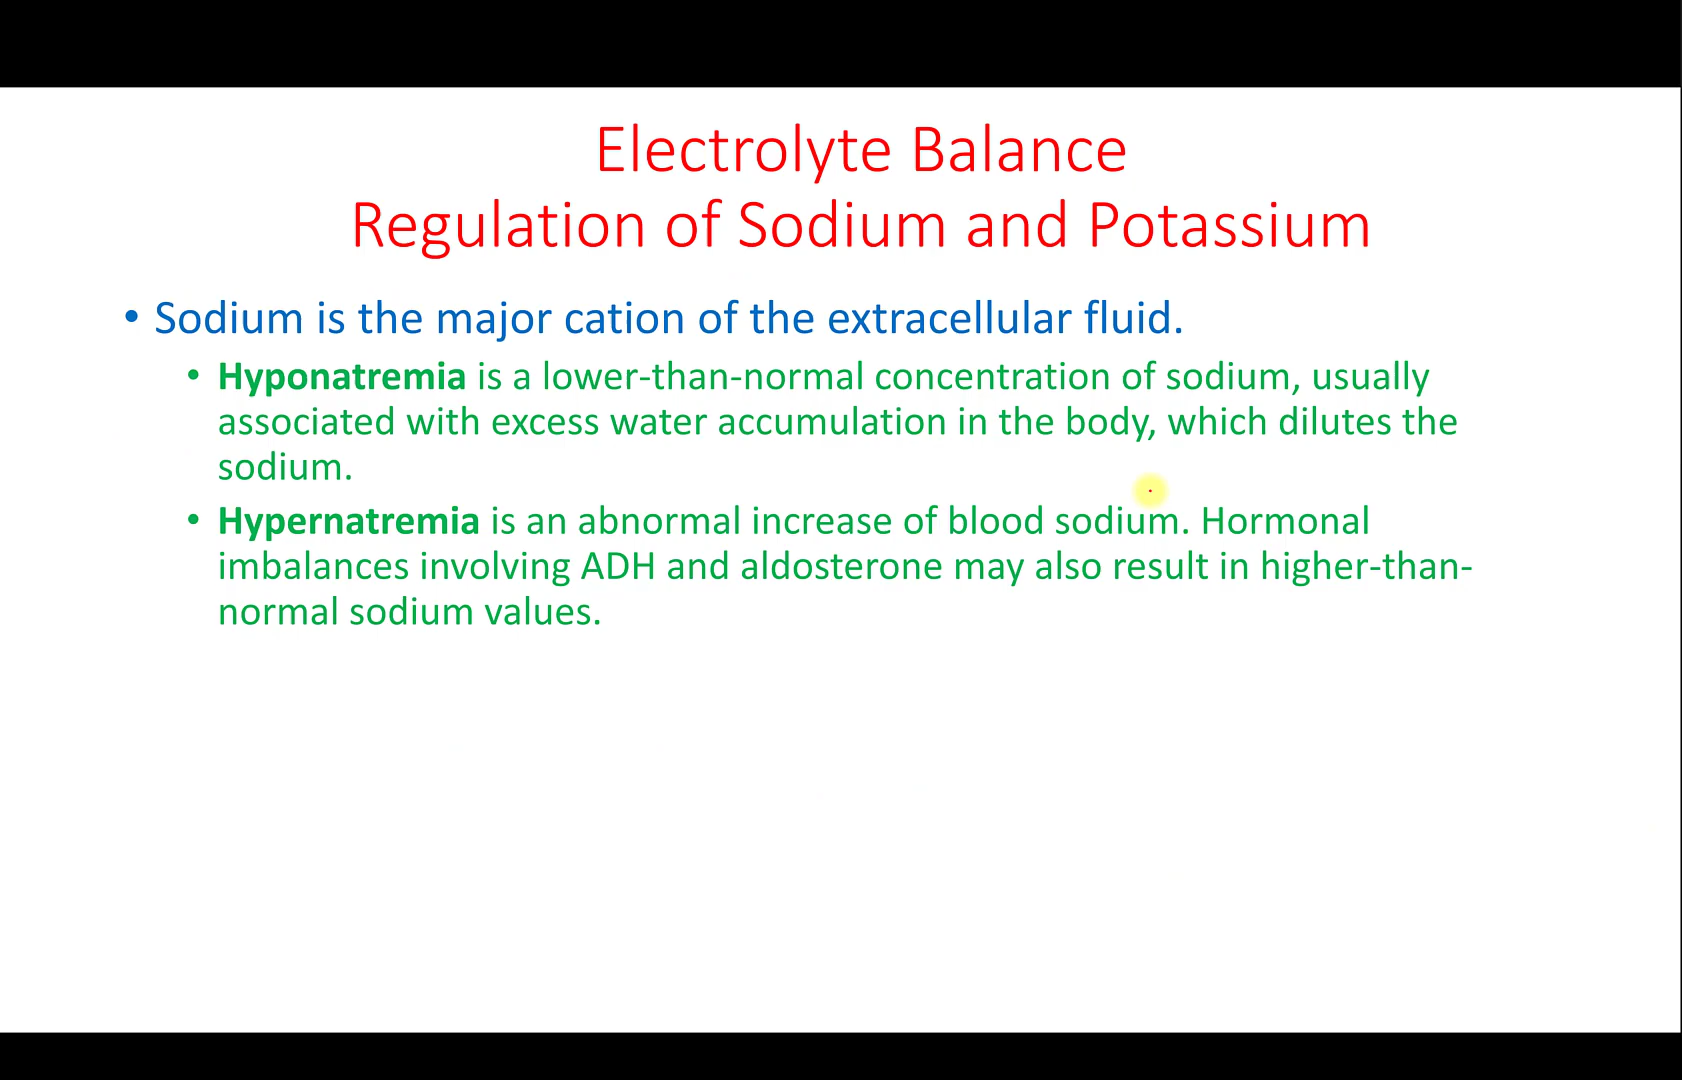 Electrolyte Balance
Regulation of Sodium and Potassium
• Sodium is the major cation of the extracellular fluid.
• Hyponatremia is a lower-than-normal concentration of sodium, usually
associated with excess water accumulation in the body, which dilutes the
sodium.
• Hypernatremia is an abnormal increase of blood sodium. Hormonal
imbalances involving ADH and aldosterone may also result in higher-than-
normal sodium values.